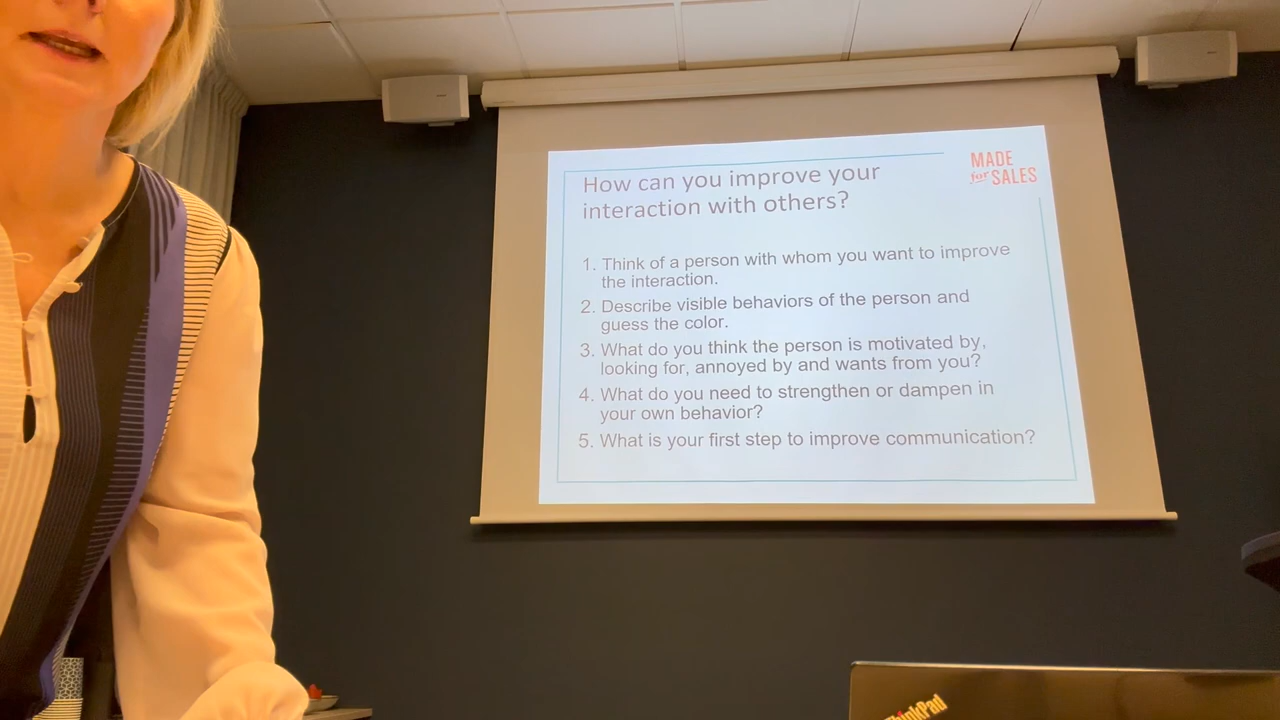 MADE
for SALES
How can you improve your
interaction with others?
1. Think of a person with whom you want to improve
the interaction.
2. Describe visible behaviors of the person and
guess the color.
3. What do you think the person is motivated by,
looking for, annoyed by and wants from you?
4. What do you need to strengthen or dampen in
your own behavior?
5. What is your first step to improve communication?
ThinkPad